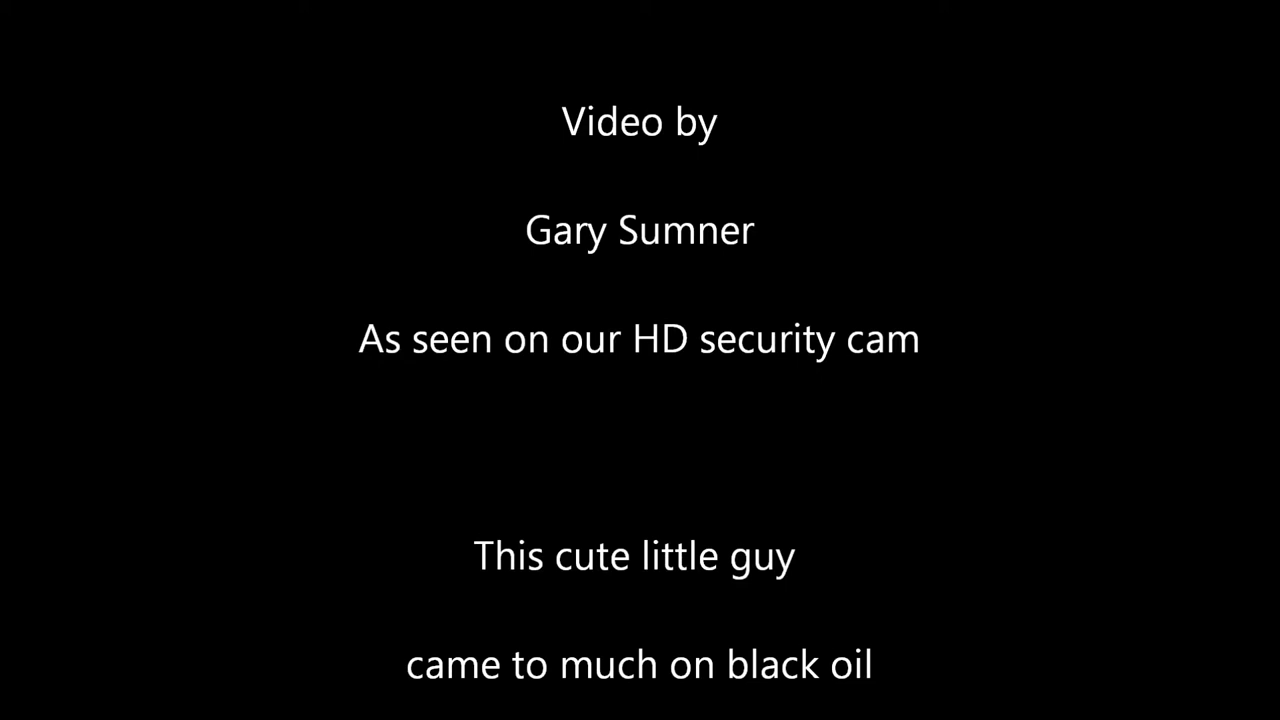 Video by
Gary Sumner
As seen on our HD security cam
This cute little guy
came to much on black oil